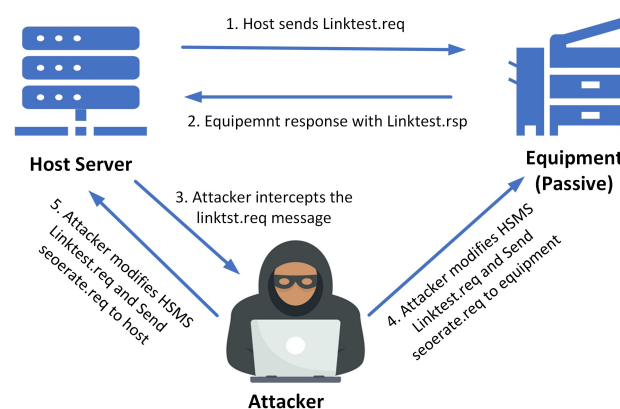 1. Host sends Linktest.req
2. Equipemnt response with Linktest.rsp
Host Server
Equipment
(Passive)
3. Attacker intercepts the
linktst.req message
5. Attacker modifies HSMS
Linktest.req and Send
seoerate.req to host
4. Attacker modifies HSMS
Linktest.req and Send
seoerate.req to equipment
Attacker